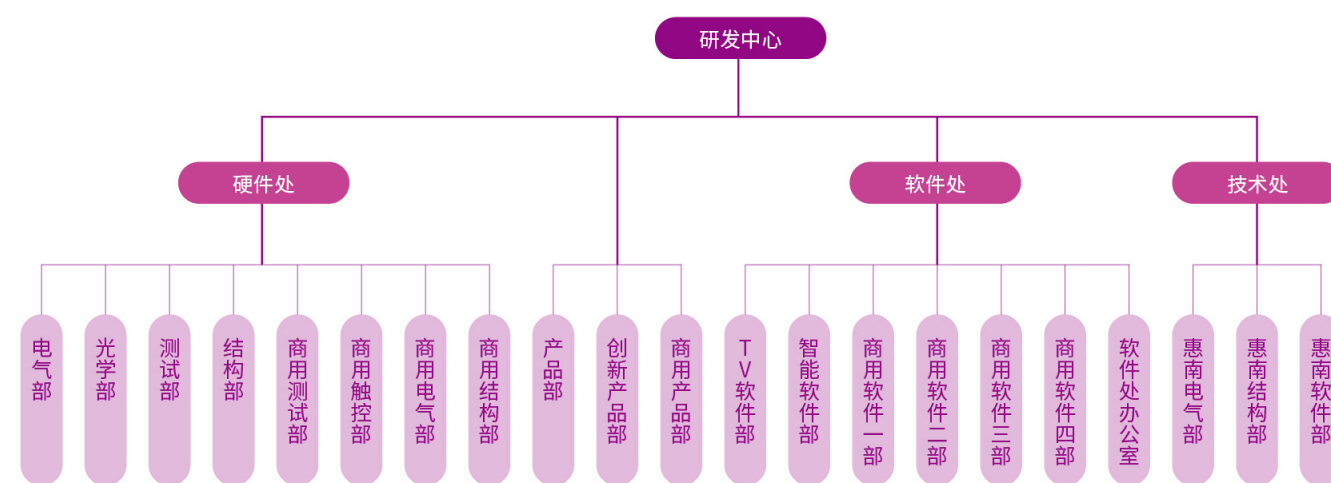 研发中心
硬件处
软件处
技术处
电气部
光学部
测试部
结构部
商用测试部
商用触控部
商用电气部
商用结构部
产品部
创新产品部
商用产品部
TV软件部
智能软件部
商用软件一部
商用软件二部
商用软件三部
商用软件四部
软件处办公室
惠南电气部
惠南结构部
惠南软件部